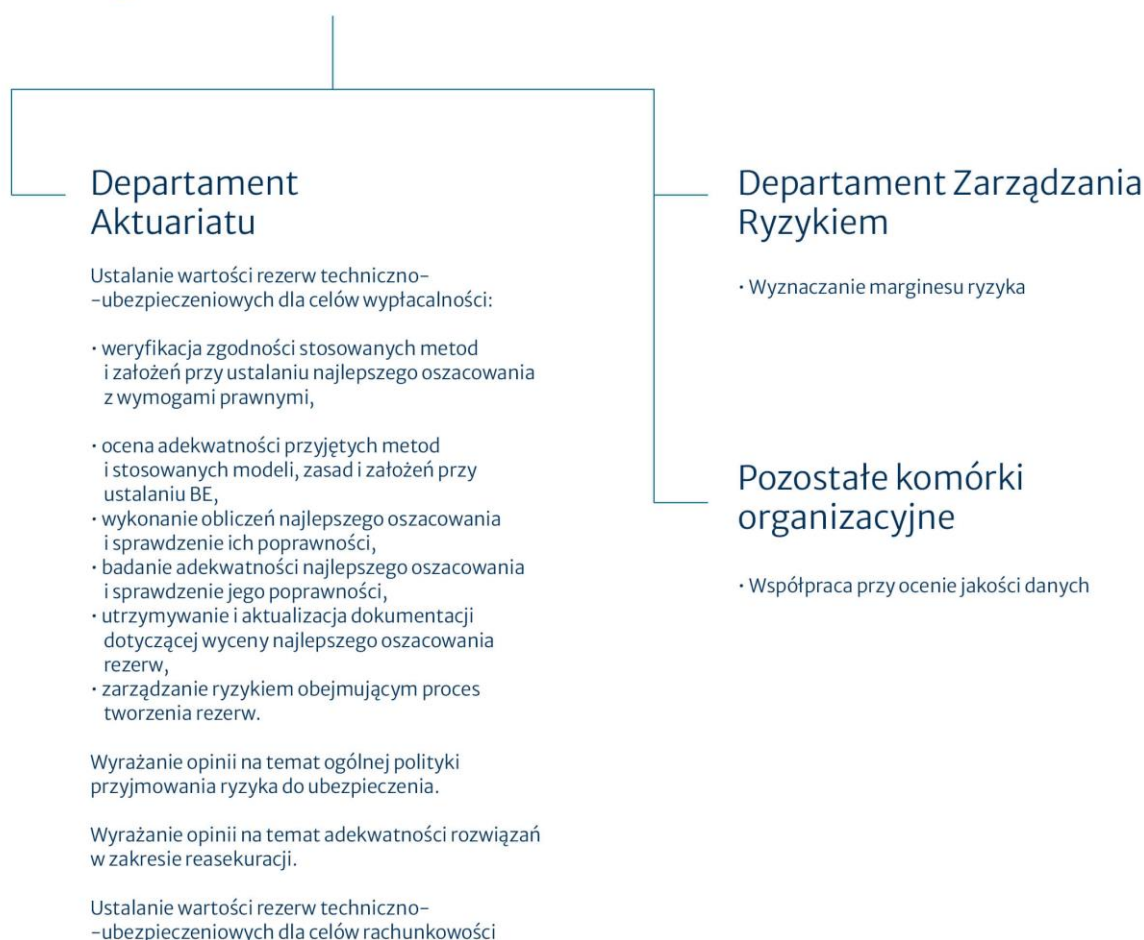 Departament
Aktuariatu
Ustalanie wartości rezerw techniczno-
-ubezpieczeniowych dla celów wypłacalności:
· weryfikacja zgodności stosowanych metod
i założeń przy ustalaniu najlepszego oszacowania
z wymogami prawnymi,
· ocena adekwatności przyjętych metod
i stosowanych modeli, zasad i założeń przy
ustalaniu BE,
· wykonanie obliczeń najlepszego oszacowania
i sprawdzenie ich poprawności,
· badanie adekwatności najlepszego oszacowania
i sprawdzenie jego poprawności,
· utrzymywanie i aktualizacja dokumentacji
dotyczącej wyceny najlepszego oszacowania
rezerw,
· zarządzanie ryzykiem obejmującym proces
tworzenia rezerw.
Wyrażanie opinii na temat ogólnej polityki
przyjmowania ryzyka do ubezpieczenia.
Wyrażanie opinii na temat adekwatności rozwiązań
w zakresie reasekuracji.
Ustalanie wartości rezerw techniczno-
-ubezpieczeniowych dla celów rachunkowości
Departament Zarządzania
Ryzykiem
· Wyznaczanie marginesu ryzyka
Pozostałe komórki
organizacyjne
· Współpraca przy ocenie jakości danych